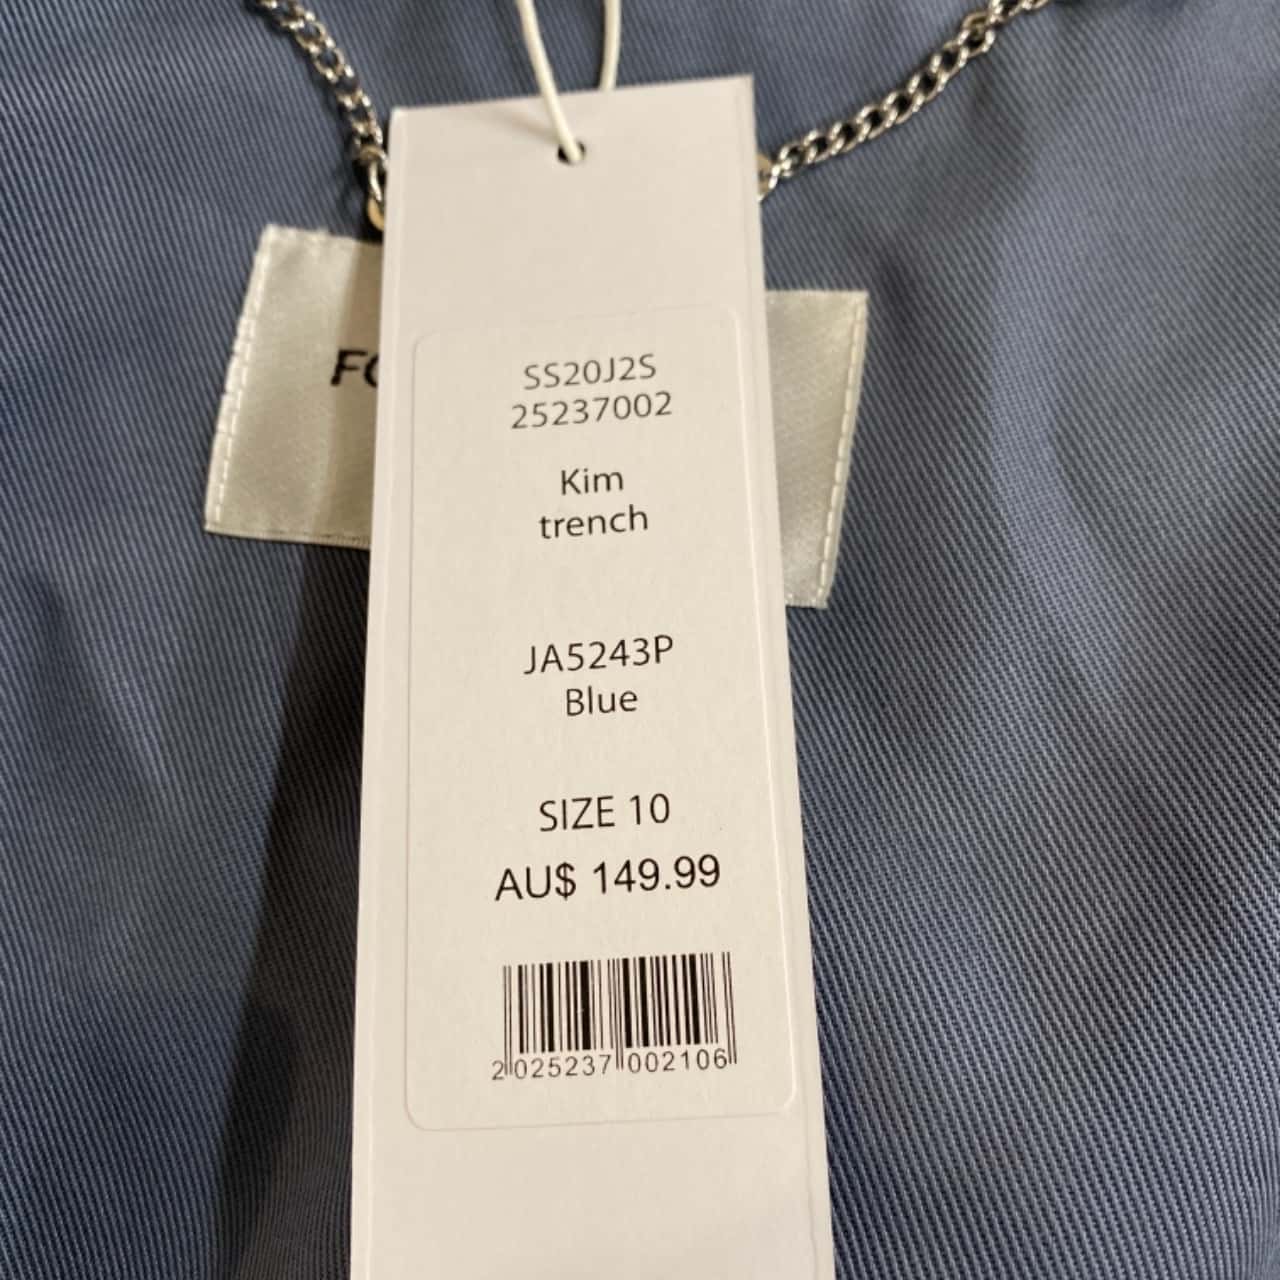 SS20J2S
25237002
Kim
trench
JA5243P
Blue
SIZE 10
AU$ 149.99
2 025237 002106